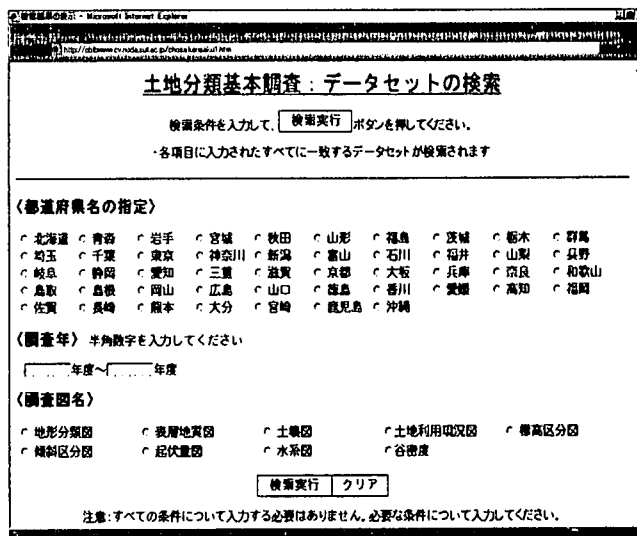 検索結果の表示 - Microsoft Internet Explorer
土地分類基本調査：データセットの検索
検索条件を入力して、 検索実行 ボタンを押してください。
・各項目に入力されたすべてに一致するデータセットが検索されます
〈都道府県名の指定〉
北海道 青森 岩手 宮城 秋田 山形 福島 茨城 栃木 群馬
埼玉 千葉 東京 神奈川 新潟 富山 石川 福井 山梨 長野
岐阜 静岡 愛知 三重 滋賀 京都 大阪 兵庫 奈良 和歌山
鳥取 島根 岡山 広島 山口 徳島 香川 愛媛 高知 福岡
佐賀 長崎 熊本 大分 宮崎 鹿児島 沖縄
〈調査年〉 半角数字を入力してください
年度～ 年度
〈調査図名〉
地形分類図 表層地質図 土壌図 土地利用現況図 標高区分図
傾斜区分図 起伏量図 水系図 谷密度
検索実行 クリア
注意：すべての条件について入力する必要はありません。必要な条件について入力してください。